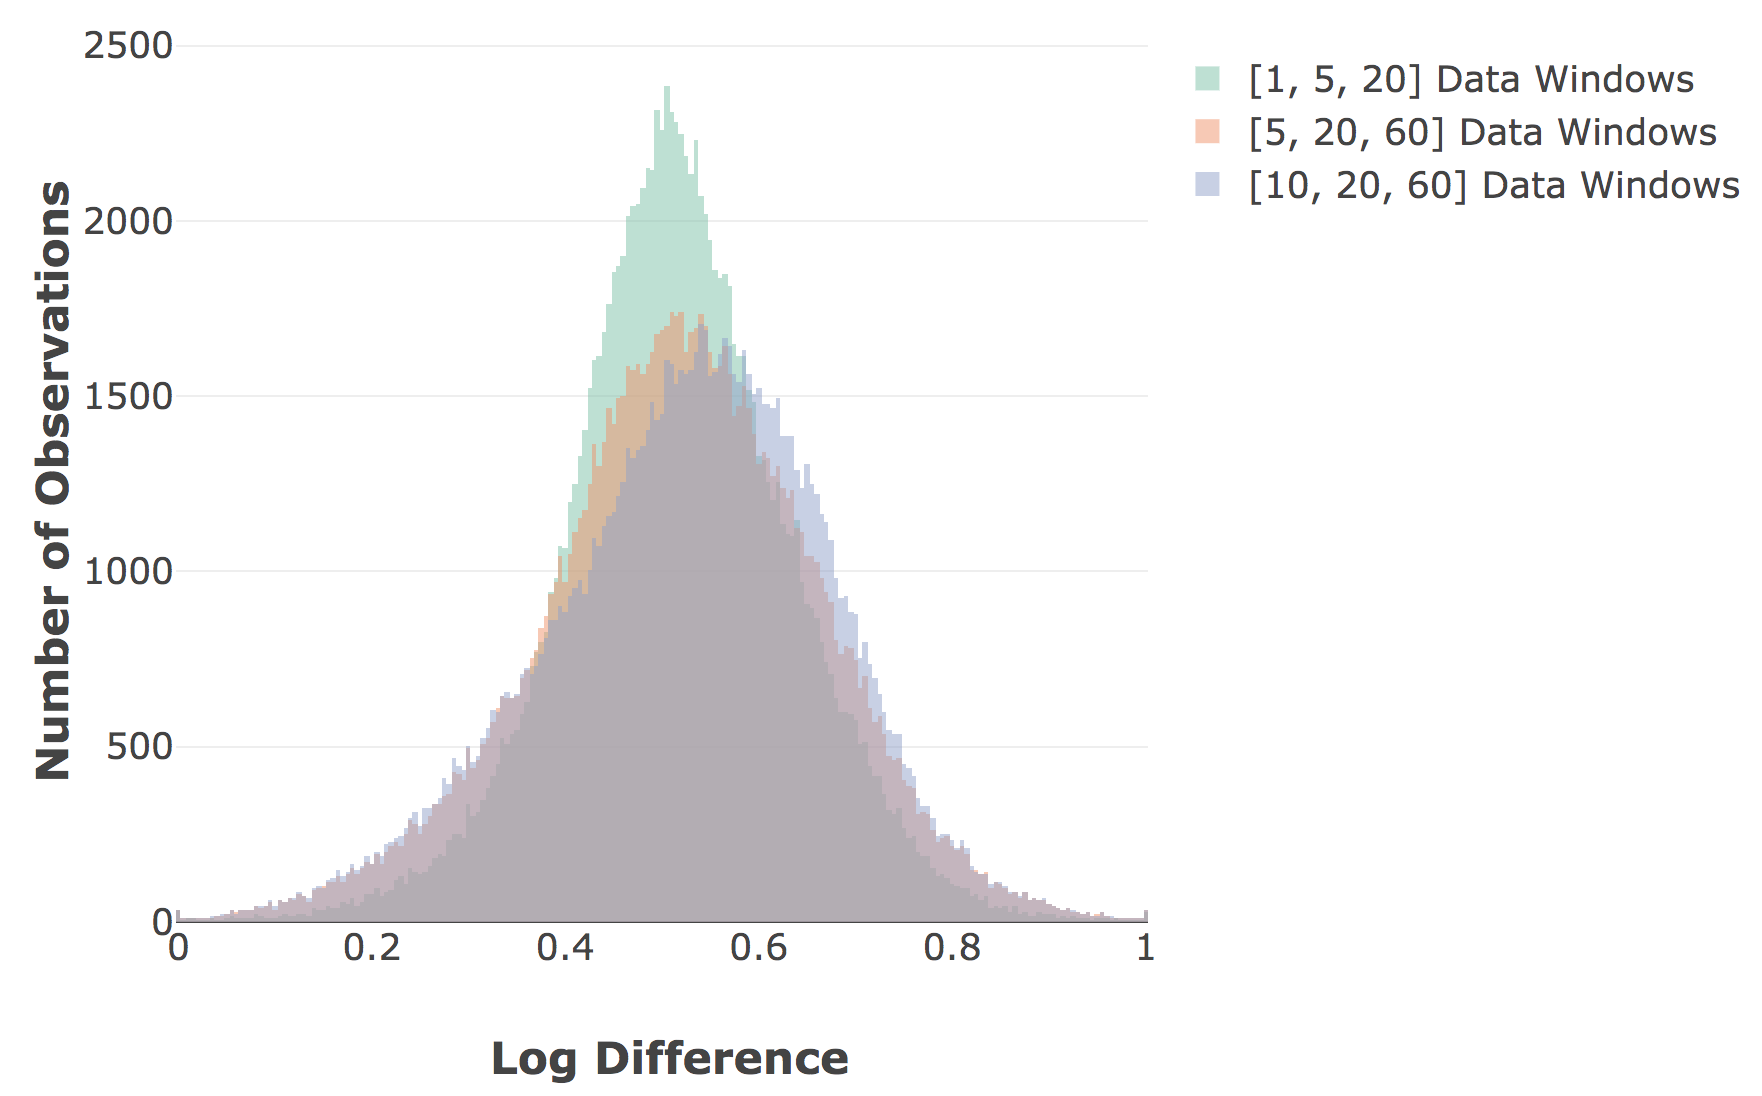 2500
2000
1500
1000
500
0
Number of Observations
0 0.2 0.4 0.6 0.8 1
Log Difference
[1, 5, 20] Data Windows
[5, 20, 60] Data Windows
[10, 20, 60] Data Windows